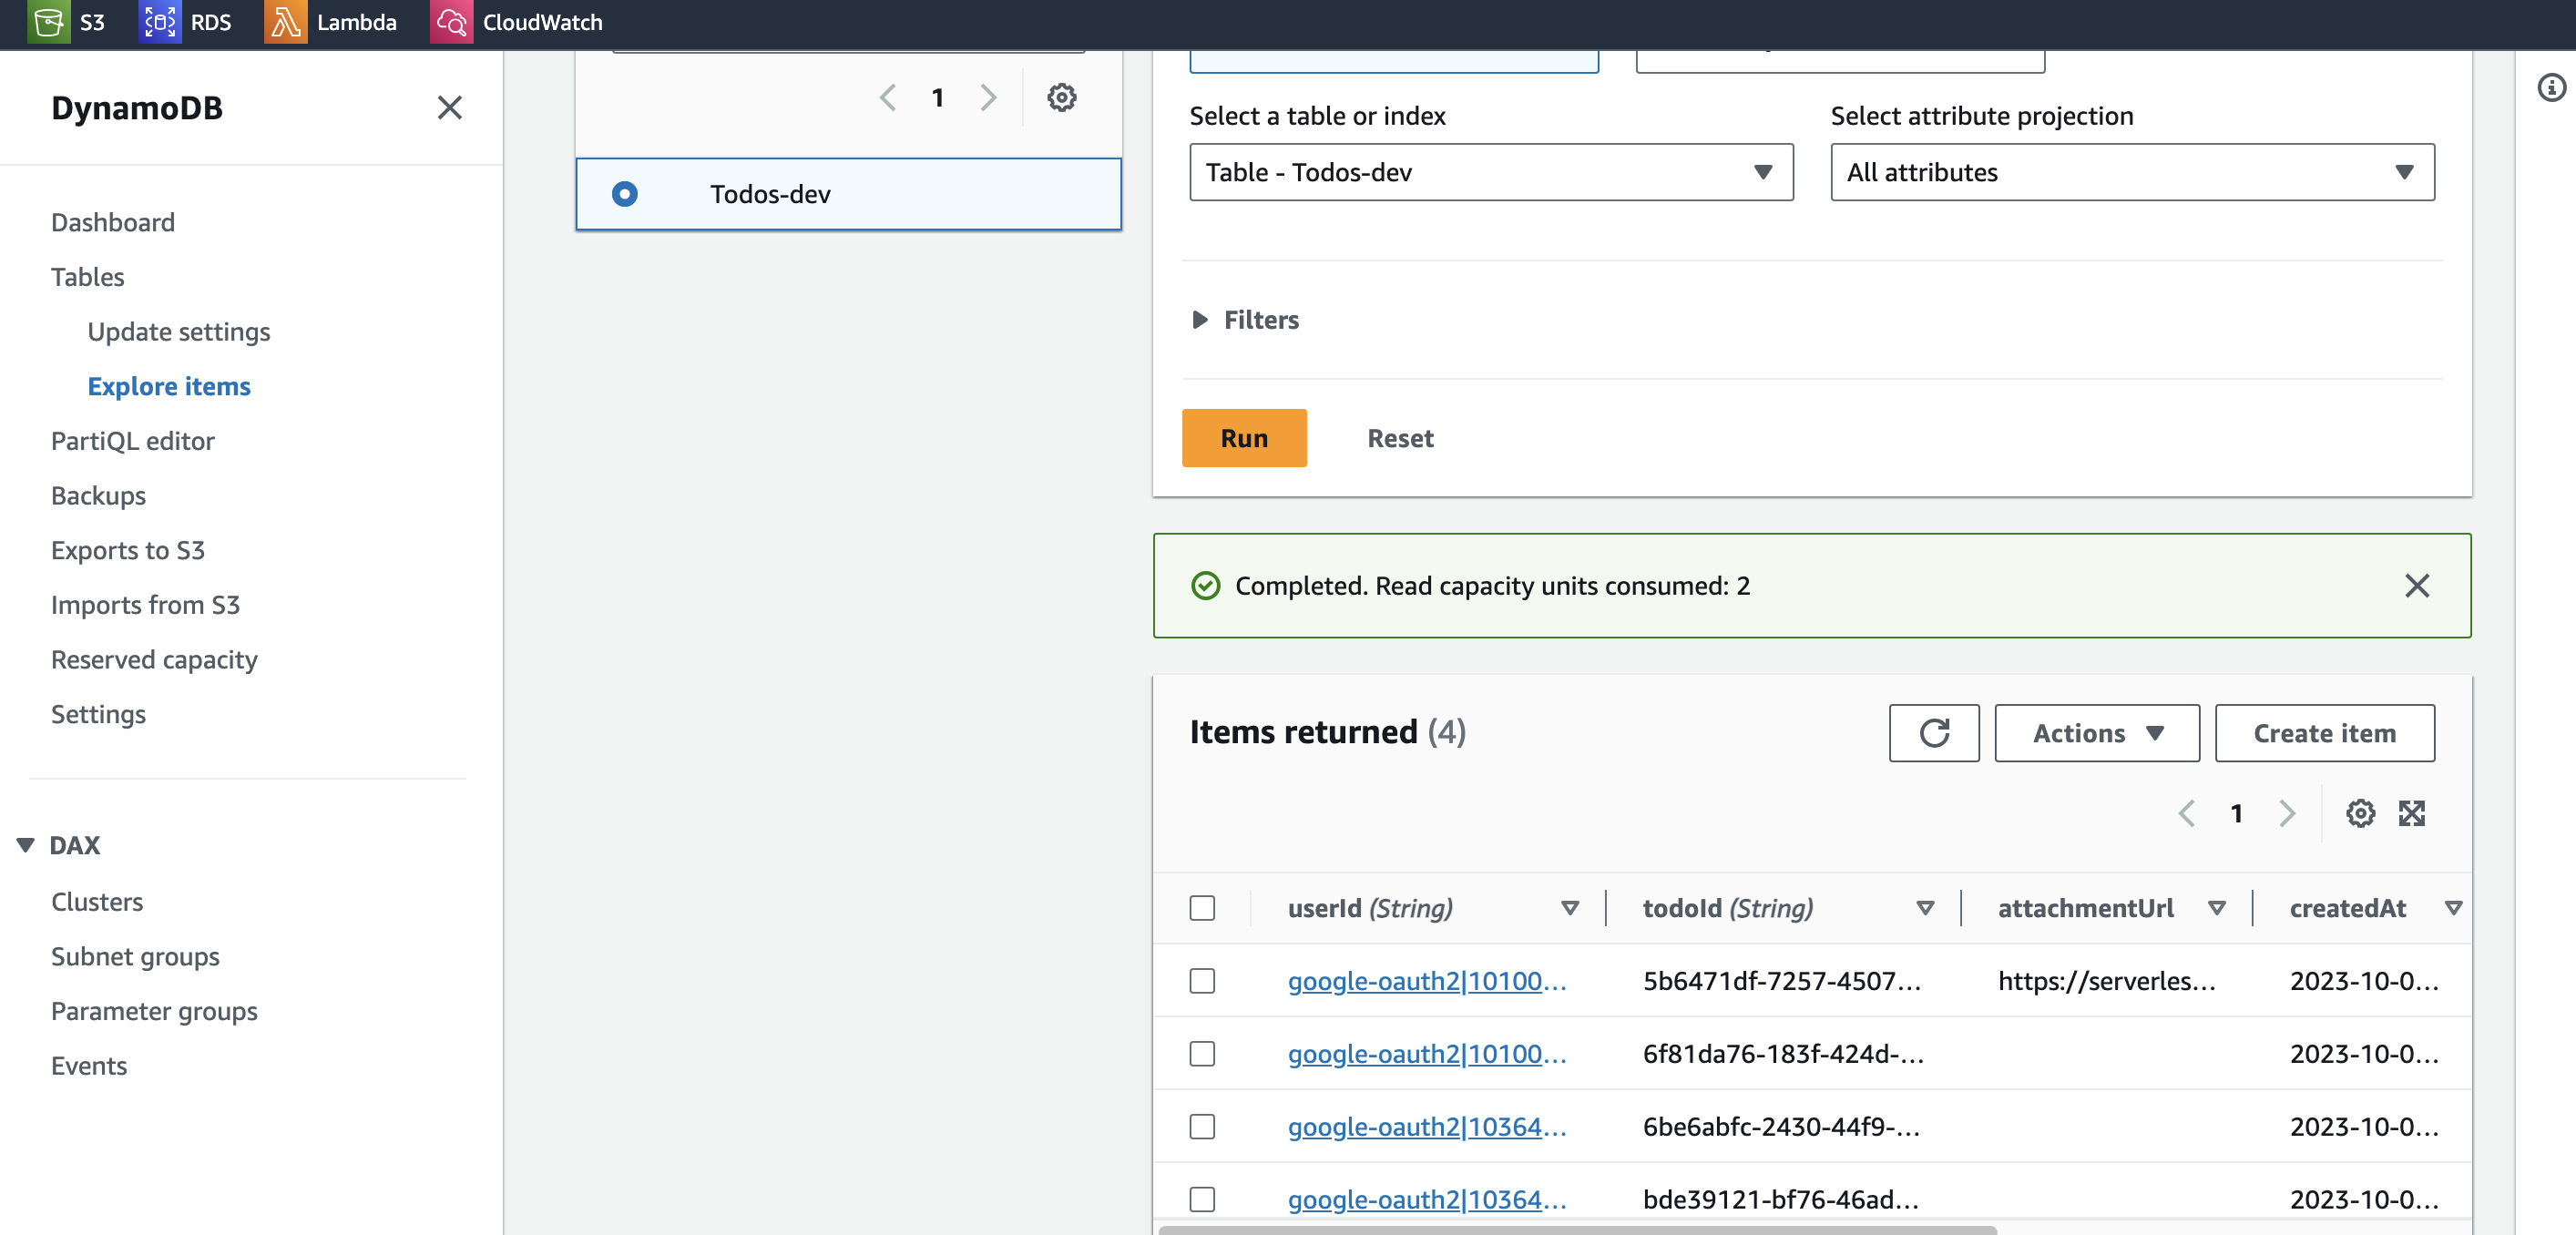 S3 RDS Lambda CloudWatch
DynamoDB
Dashboard
Tables
Update settings
Explore items
PartiQL editor
Backups
Exports to S3
Imports from S3
Reserved capacity
Settings
DAX
Clusters
Subnet groups
Parameter groups
Events
1
Todos-dev
Select a table or index
Table - Todos-dev
Select attribute projection
All attributes
Filters
Run Reset
Completed. Read capacity units consumed: 2
Items returned (4)
Actions
Create item
1
userId (String) todoId (String) attachmentUrl createdAt
google-oauth2|10100... 5b6471df-7257-4507... https://serverles... 2023-10-0...
google-oauth2|10100... 6f81da76-183f-424d-... 2023-10-0...
google-oauth2|10364... 6be6abfc-2430-44f9-... 2023-10-0...
google-oauth2|10364... bde39121-bf76-46ad... 2023-10-0...